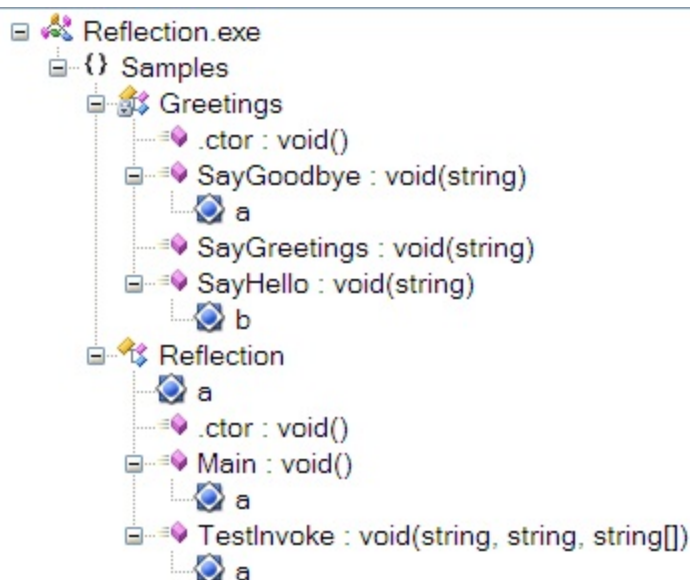 Reflection.exe
{} Samples
Greetings
.ctor : void()
SayGoodbye : void(string)
a
SayGreetings : void(string)
SayHello : void(string)
b
Reflection
a
.ctor : void()
Main : void()
a
TestInvoke : void(string, string, string[])
a